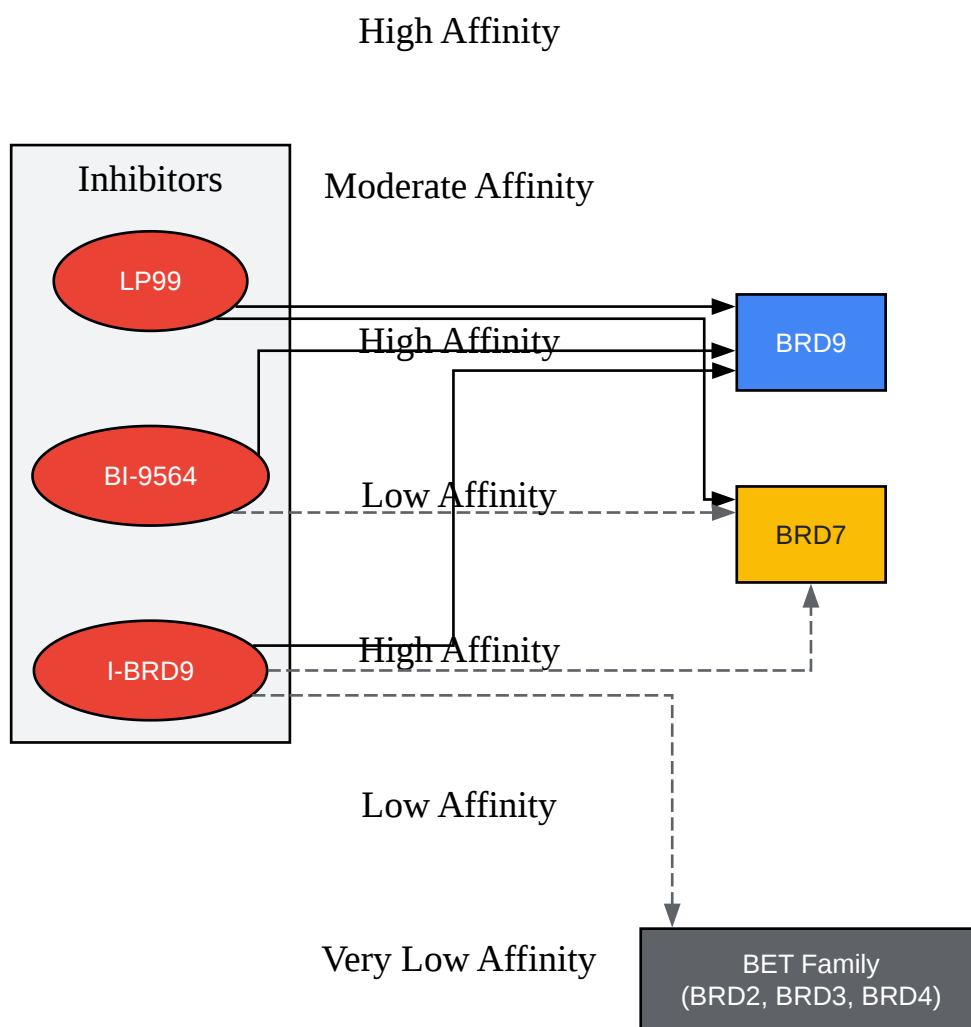 High Affinity
Inhibitors
Moderate Affinity
LP99
High Affinity
BRD9
BI-9564
Low Affinity
BRD7
I-BRD9
High Affinity
Low Affinity
Very Low Affinity
BET Family
(BRD2, BRD3, BRD4)